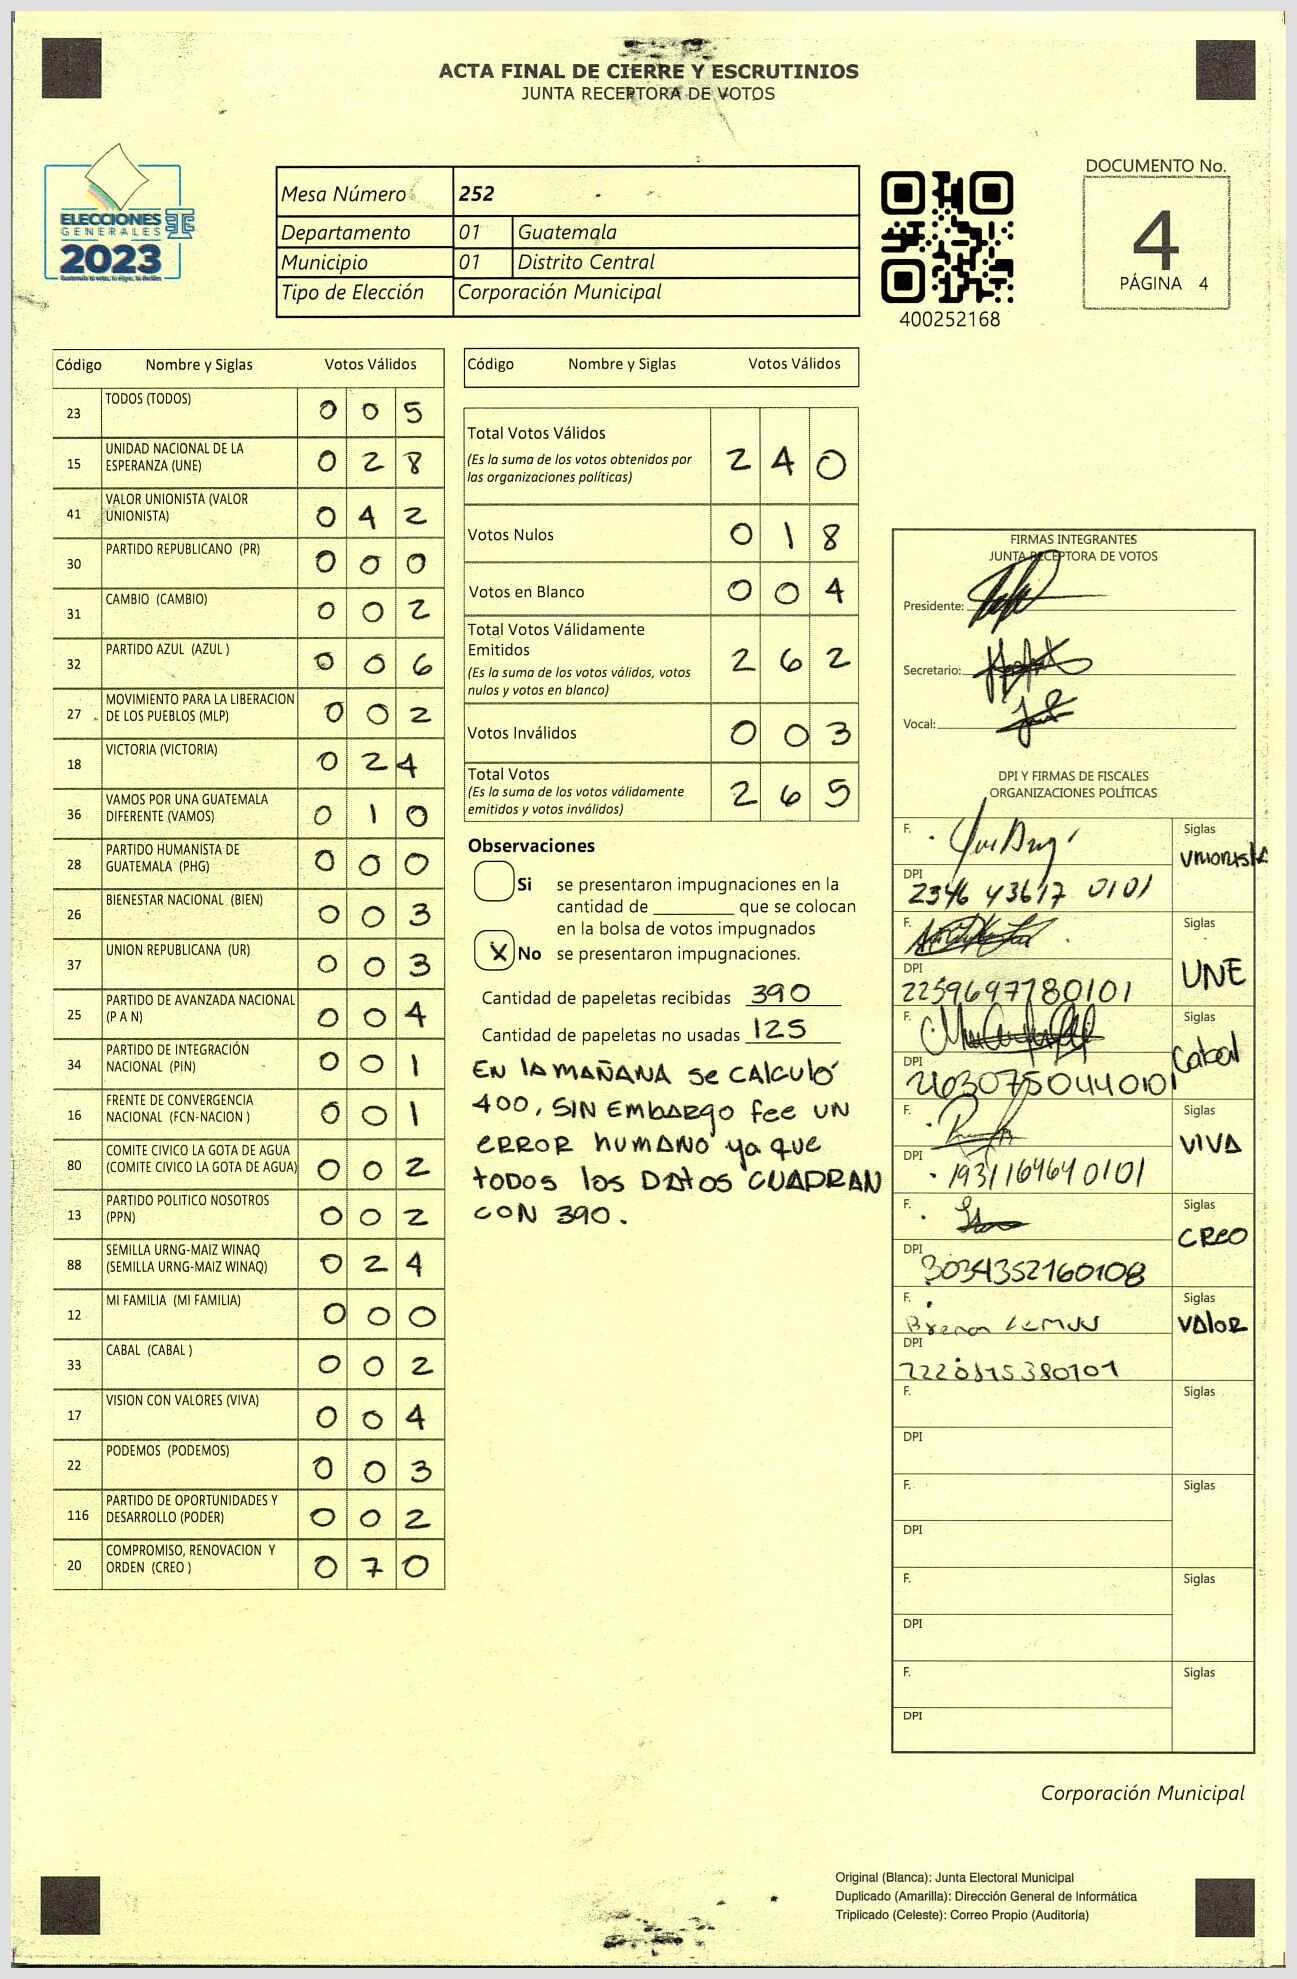 ACTA FINAL DE CIERRE Y ESCRUTINIOS
JUNTA RECEPTORA DE VOTOS
ELECCIONES
GENERALES
2023
Mesa Número 252
Departamento 01 Guatemala
Municipio 01 Distrito Central
Tipo de Elección Corporación Municipal
400252168
DOCUMENTO No.
4
PÁGINA 4
Código Nombre y Siglas Votos Válidos
23 TODOS (TODOS) 0 0 5
15 UNIDAD NACIONAL DE LA ESPERANZA (UNE) 0 2 8
41 VALOR UNIONISTA (VALOR UNIONISTA) 0 4 2
30 PARTIDO REPUBLICANO (PR) 0 0 0
31 CAMBIO (CAMBIO) 0 0 2
32 PARTIDO AZUL (AZUL ) 0 0 6
27 MOVIMIENTO PARA LA LIBERACION DE LOS PUEBLOS (MLP) 0 0 2
18 VICTORIA (VICTORIA) 0 2 4
36 VAMOS POR UNA GUATEMALA DIFERENTE (VAMOS) 0 1 0
28 PARTIDO HUMANISTA DE GUATEMALA (PHG) 0 0 0
26 BIENESTAR NACIONAL (BIEN) 0 0 3
37 UNION REPUBLICANA (UR) 0 0 3
25 PARTIDO DE AVANZADA NACIONAL (P A N) 0 0 4
34 PARTIDO DE INTEGRACIÓN NACIONAL (PIN) 0 0 1
16 FRENTE DE CONVERGENCIA NACIONAL (FCN-NACION ) 0 0 1
80 COMITE CIVICO LA GOTA DE AGUA (COMITE CIVICO LA GOTA DE AGUA) 0 0 2
13 PARTIDO POLITICO NOSOTROS (PPN) 0 0 2
88 SEMILLA URNG-MAIZ WINAQ (SEMILLA URNG-MAIZ WINAQ) 0 2 4
12 MI FAMILIA (MI FAMILIA) 0 0 0
33 CABAL (CABAL ) 0 0 2
17 VISION CON VALORES (VIVA) 0 0 4
22 PODEMOS (PODEMOS) 0 0 3
116 PARTIDO DE OPORTUNIDADES Y DESARROLLO (PODER) 0 0 2
20 COMPROMISO, RENOVACION Y ORDEN (CREO ) 0 7 0
Código Nombre y Siglas Votos Válidos
Total Votos Válidos 2 4 0
(Es la suma de los votos obtenidos por
las organizaciones políticas)
Votos Nulos 0 1 8
Votos en Blanco 0 0 4
Total Votos Válidamente
Emitidos 2 6 2
(Es la suma de los votos válidos, votos
nulos y votos en blanco)
Votos Inválidos 0 0 3
Total Votos 2 6 5
(Es la suma de los votos válidamente
emitidos y votos inválidos)
Observaciones
Si se presentaron impugnaciones en la
cantidad de ________ que se colocan
en la bolsa de votos impugnados
X No se presentaron impugnaciones.
Cantidad de papeletas recibidas 390
Cantidad de papeletas no usadas 125
EN lA MAÑANA se CALCULÓ
400, SIN EMbARgo fee UN
ERROR hUMANO ya que
todos los DAtos CUADRAN
CON 390.
FIRMAS INTEGRANTES
JUNTA RECEPTORA DE VOTOS
Presidente:
Secretario:
Vocal:
DPI Y FIRMAS DE FISCALES
ORGANIZACIONES POLÍTICAS
F. Siglas
Unionista
DPI
2346 43617 0101
F. Siglas
UNE
DPI
2259697780101
F. Siglas
Cabal
DPI
2630750440101
F. Siglas
VIVA
DPI
1931169640101
F. Siglas
CREO
DPI
3034352160108
F. Siglas
VAloR
DPI
F. Siglas
DPI
F. Siglas
DPI
F. Siglas
DPI
F. Siglas
DPI
Corporación Municipal
Original (Blanca): Junta Electoral Municipal
Duplicado (Amarilla): Dirección General de Informática
Triplicado (Celeste): Correo Propio (Auditoría)